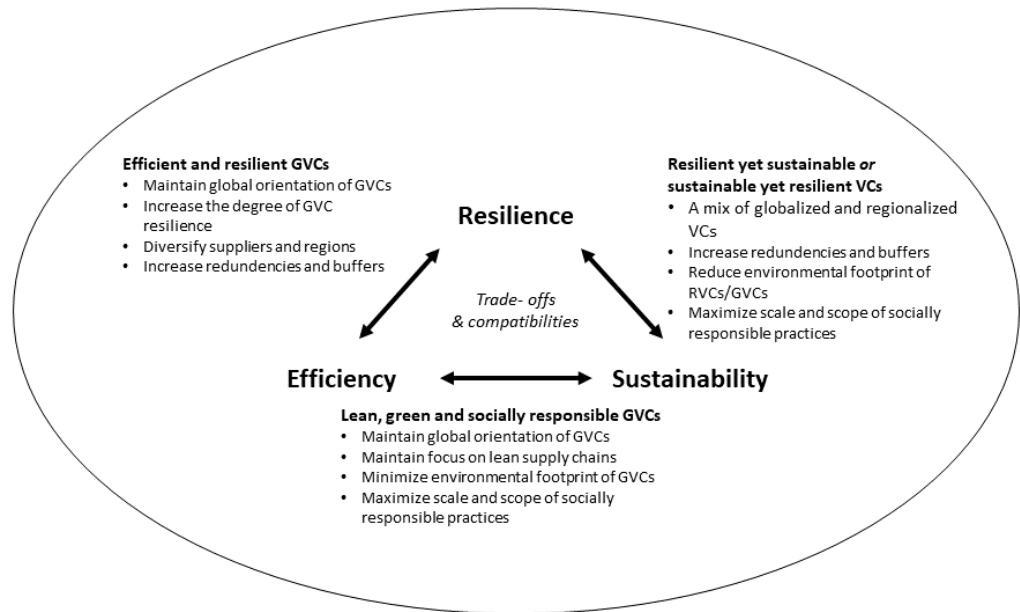 Efficient and resilient GVCs
• Maintain global orientation of GVCs
• Increase the degree of GVC
resilience
• Diversify suppliers and regions
• Increase redundancies and buffers
Resilient yet sustainable or
sustainable yet resilient VCs
• A mix of globalized and regionalized
VCs
• Increase redundancies and buffers
• Reduce environmental footprint of
RVCs/GVCs
• Maximize scale and scope of socially
responsible practices
Resilience
Trade- offs
& compatibilities
Efficiency
Sustainability
Lean, green and socially responsible GVCs
• Maintain global orientation of GVCs
• Maintain focus on lean supply chains
• Minimize environmental footprint of GVCs
• Maximize scale and scope of socially
responsible practices